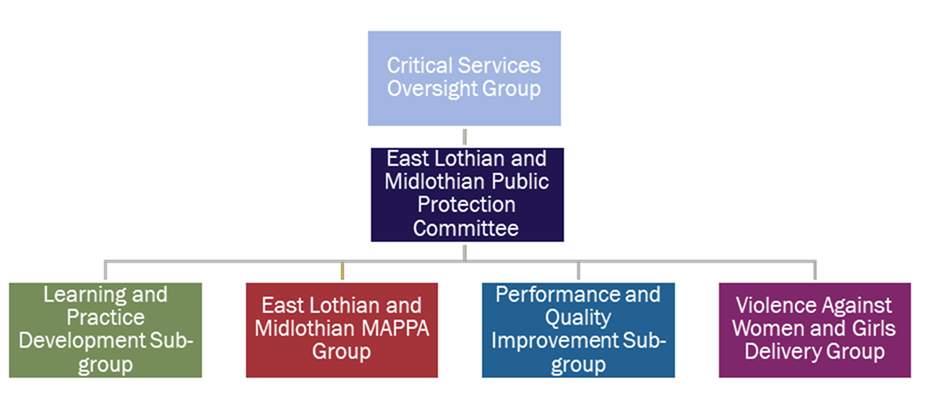 Critical Services
Oversight Group
East Lothian and
Midlothian Public
Protection
Committee
Learning and
Practice
Development Sub-
group
East Lothian and
Midlothian MAPPA
Group
Performance and
Quality
Improvement Sub-
group
Violence Against
Women and Girls
Delivery Group